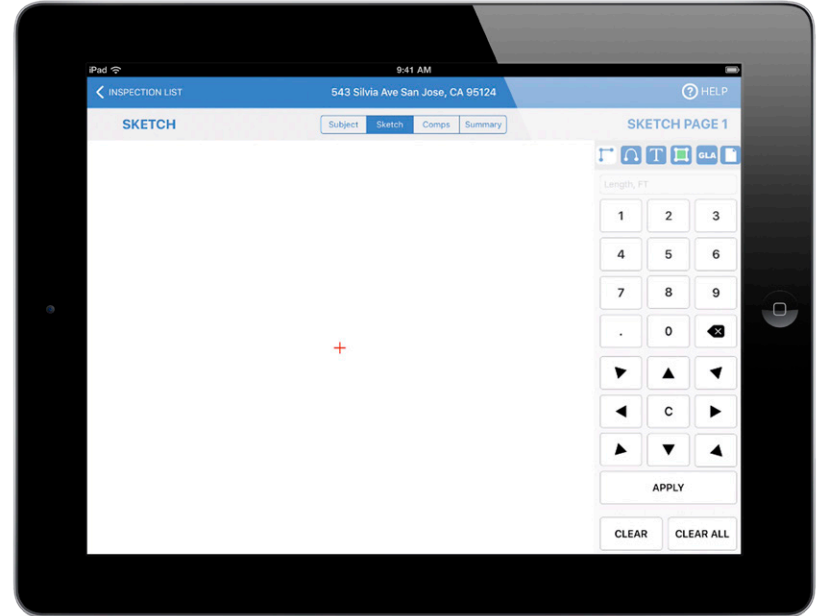 iPad 9:41 AM
INSPECTION LIST 543 Silvia Ave San Jose, CA 95124 ? HELP
SKETCH Subject Sketch Comps Summary SKETCH PAGE 1
T GLA
Length, FT
1 2 3
4 5 6
7 8 9
. 0
C
APPLY
CLEAR CLEAR ALL